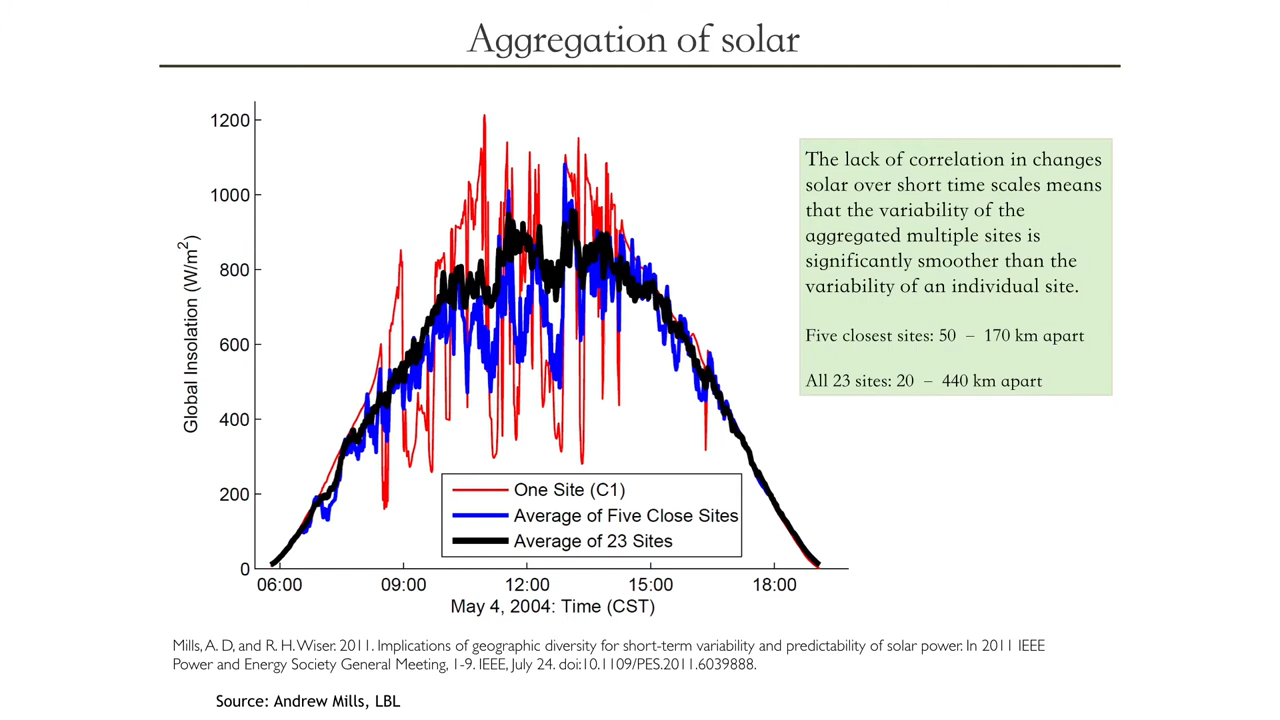 Aggregation of solar
1200
1000
800
600
400
200
0
Global Insolation (W/m²)
06:00 09:00 12:00 15:00 18:00
May 4, 2004: Time (CST)
One Site (C1)
Average of Five Close Sites
Average of 23 Sites
The lack of correlation in changes
solar over short time scales means
that the variability of the
aggregated multiple sites is
significantly smoother than the
variability of an individual site.
Five closest sites: 50 – 170 km apart
All 23 sites: 20 – 440 km apart
Mills, A. D, and R. H. Wiser. 2011. Implications of geographic diversity for short-term variability and predictability of solar power. In 2011 IEEE
Power and Energy Society General Meeting, 1-9. IEEE, July 24. doi:10.1109/PES.2011.6039888.
Source: Andrew Mills, LBL